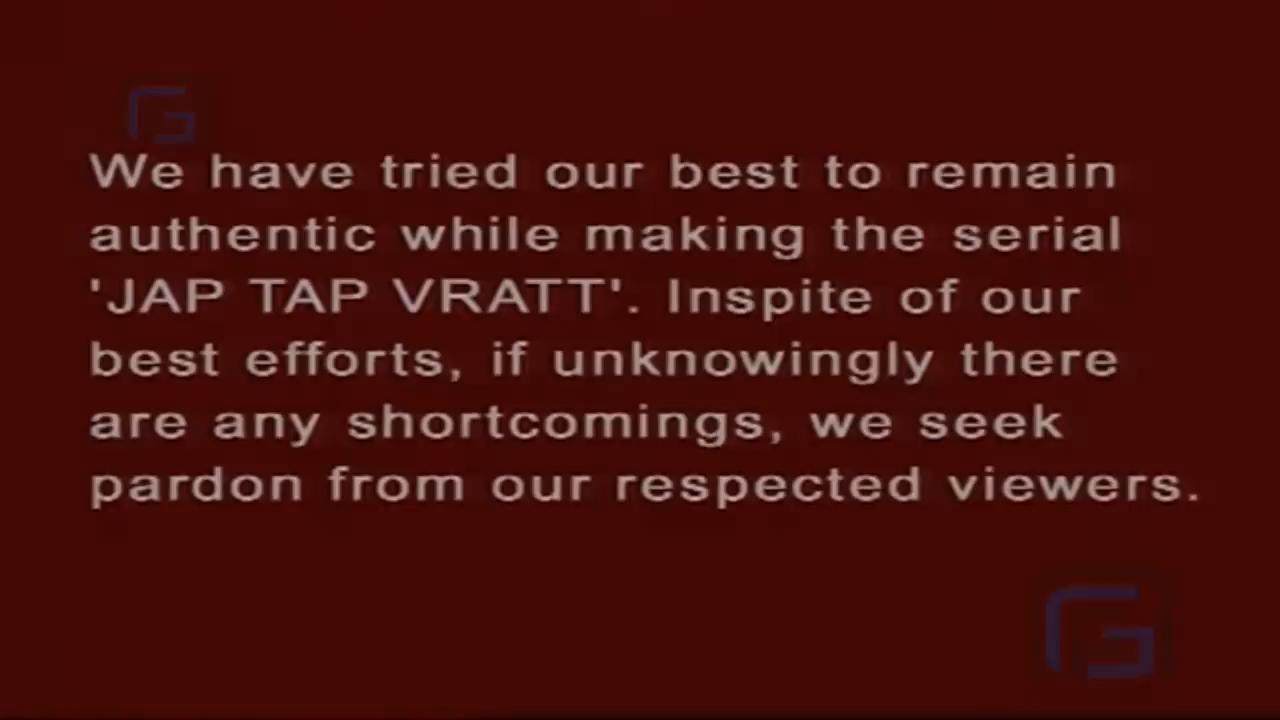 We have tried our best to remain
authentic while making the serial
'JAP TAP VRATT'. Inspite of our
best efforts, if unknowingly there
are any shortcomings, we seek
pardon from our respected viewers.